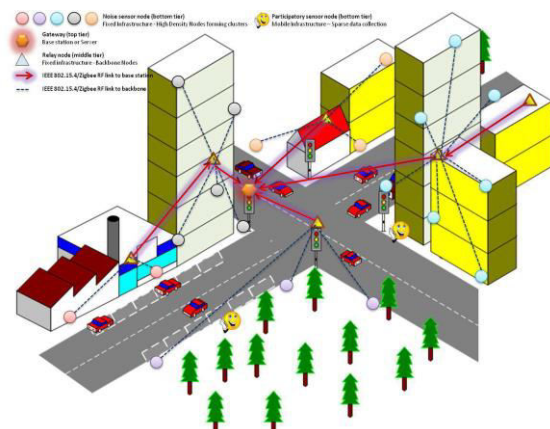 Noise sensor node (bottom tier)
Fixed Infrastructure - High Density Nodes forming clusters
Participatory sensor node (bottom tier)
Mobile Infrastructure – Sparse data collection
Gateway (top tier)
Base station or Server
Relay node (middle tier)
Fixed Infrastructure - Backbone Nodes
IEEE 802.15.4/Zigbee RF link to base station
IEEE 802.15.4/Zigbee RF link to backbone